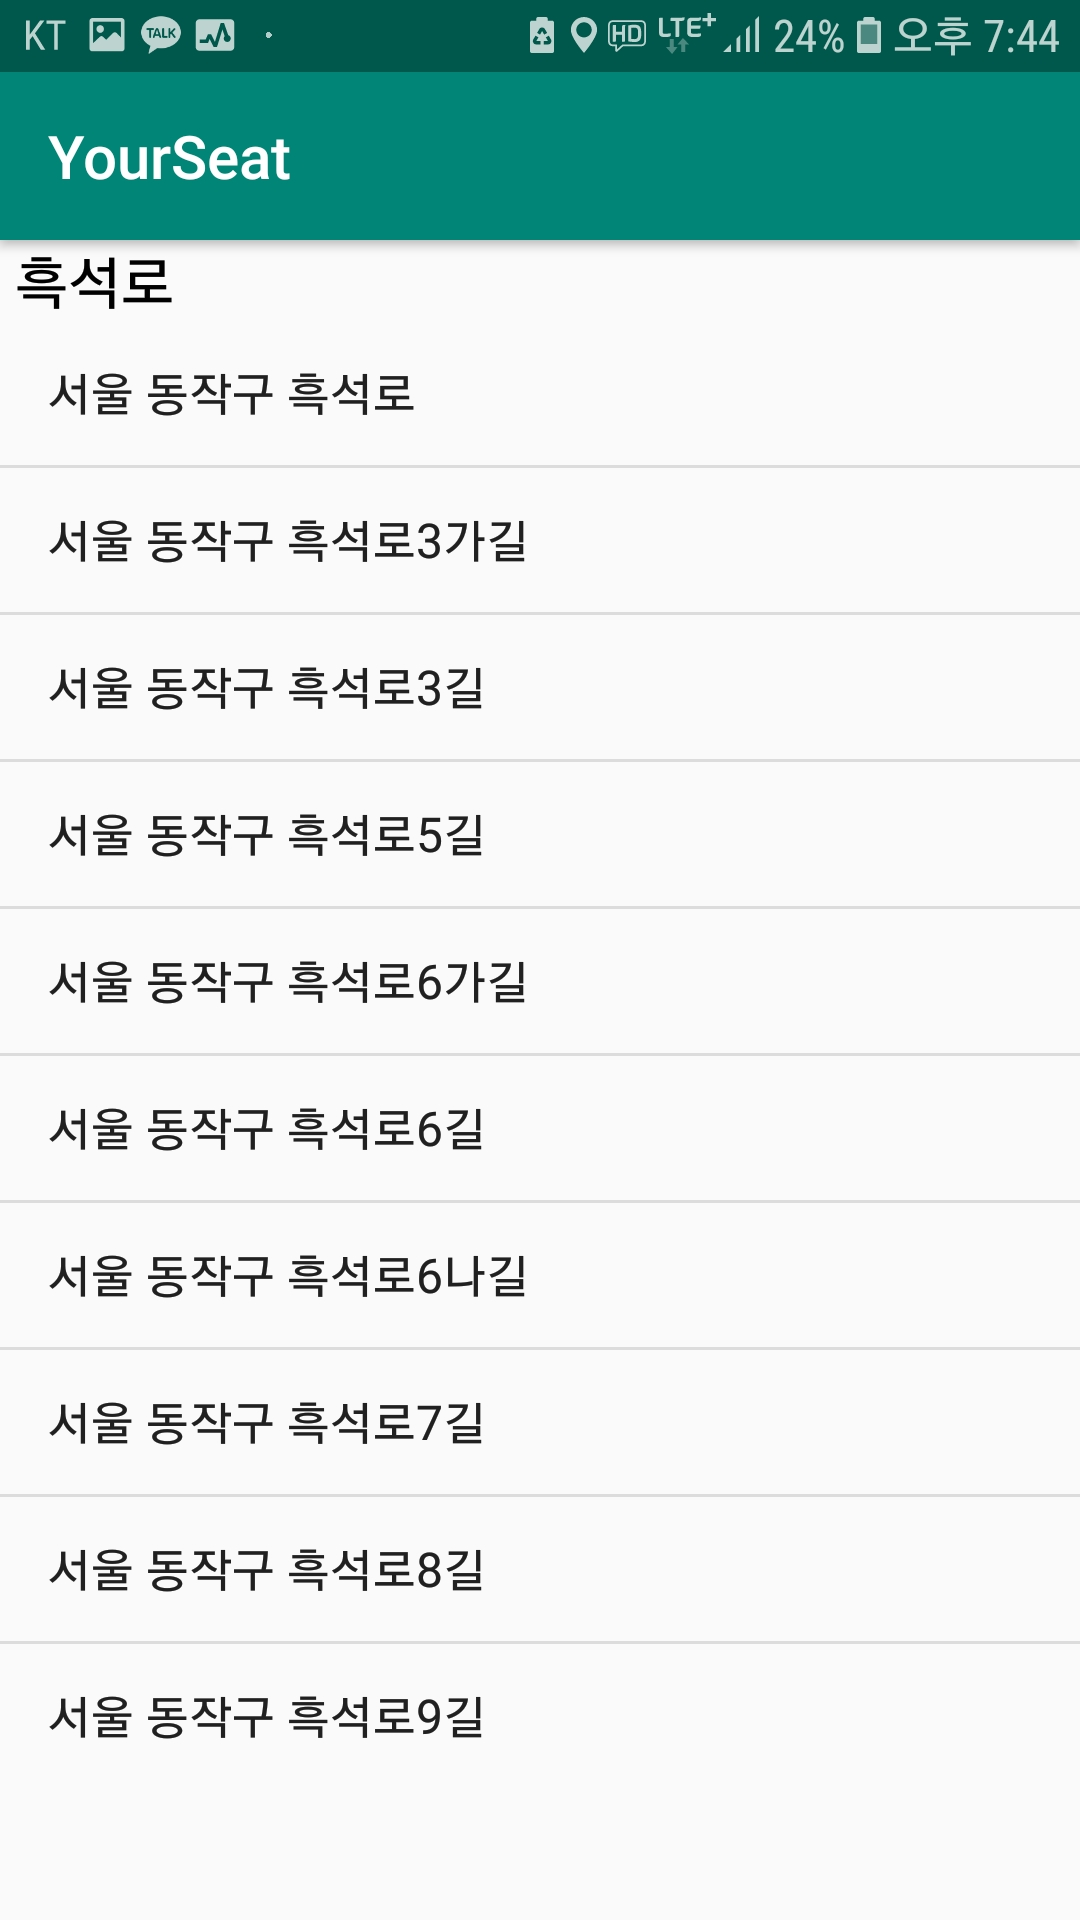 KT TALK HD LTE+ 24% 오후 7:44
YourSeat
흑석로
서울 동작구 흑석로
서울 동작구 흑석로3가길
서울 동작구 흑석로3길
서울 동작구 흑석로5길
서울 동작구 흑석로6가길
서울 동작구 흑석로6길
서울 동작구 흑석로6나길
서울 동작구 흑석로7길
서울 동작구 흑석로8길
서울 동작구 흑석로9길